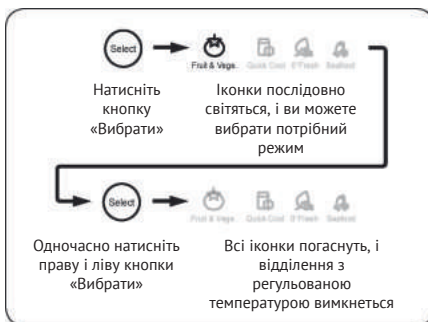 Select Fruit & Vege. Quick Cool 0°Fresh Seafood
Натисніть
кнопку
«Вибрати»
Іконки послідовно
світяться, і ви можете
вибрати потрібний
режим
Select Fruit & Vege. Quick Cool 0°Fresh Seafood
Одночасно натисніть
праву і ліву кнопки
«Вибрати»
Всі іконки погаснуть, і
відділення з
регульованою
температурою вимкнеться